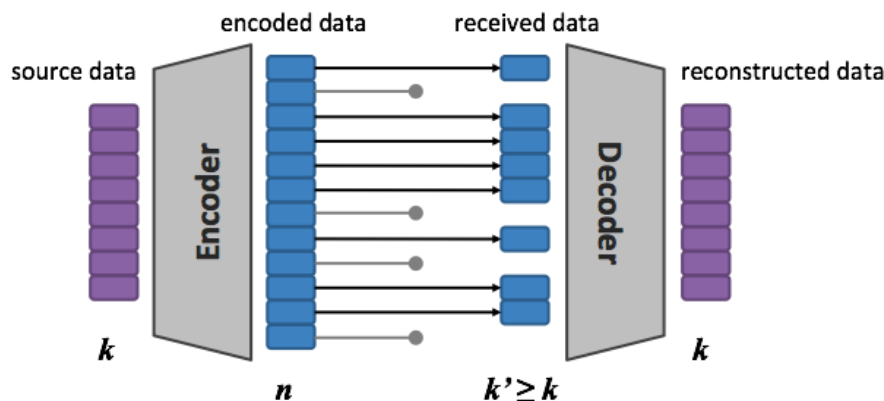 encoded data
received data
source data
reconstructed data
Encoder
Decoder
k
k
n
k’ ≥ k